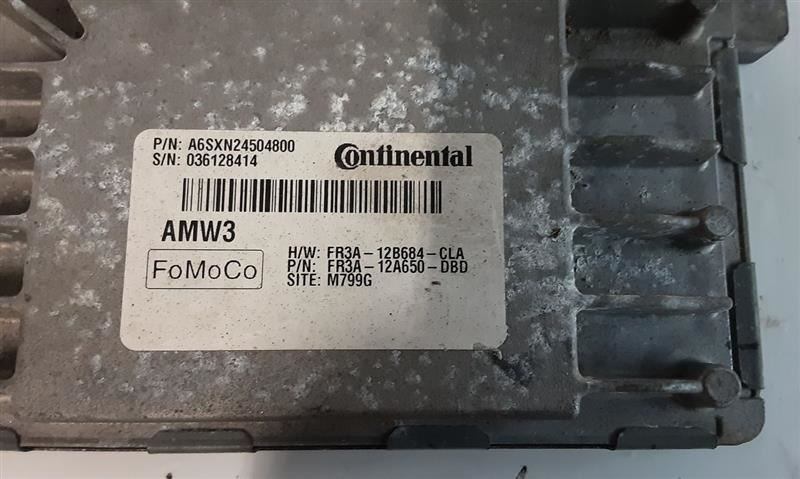 P/N: A6SXN24504800
S/N: 036128414
Continental
AMW3
FoMoCo
H/W: FR3A-12B684-CLA
P/N: FR3A-12A650-DBD
SITE: M799G